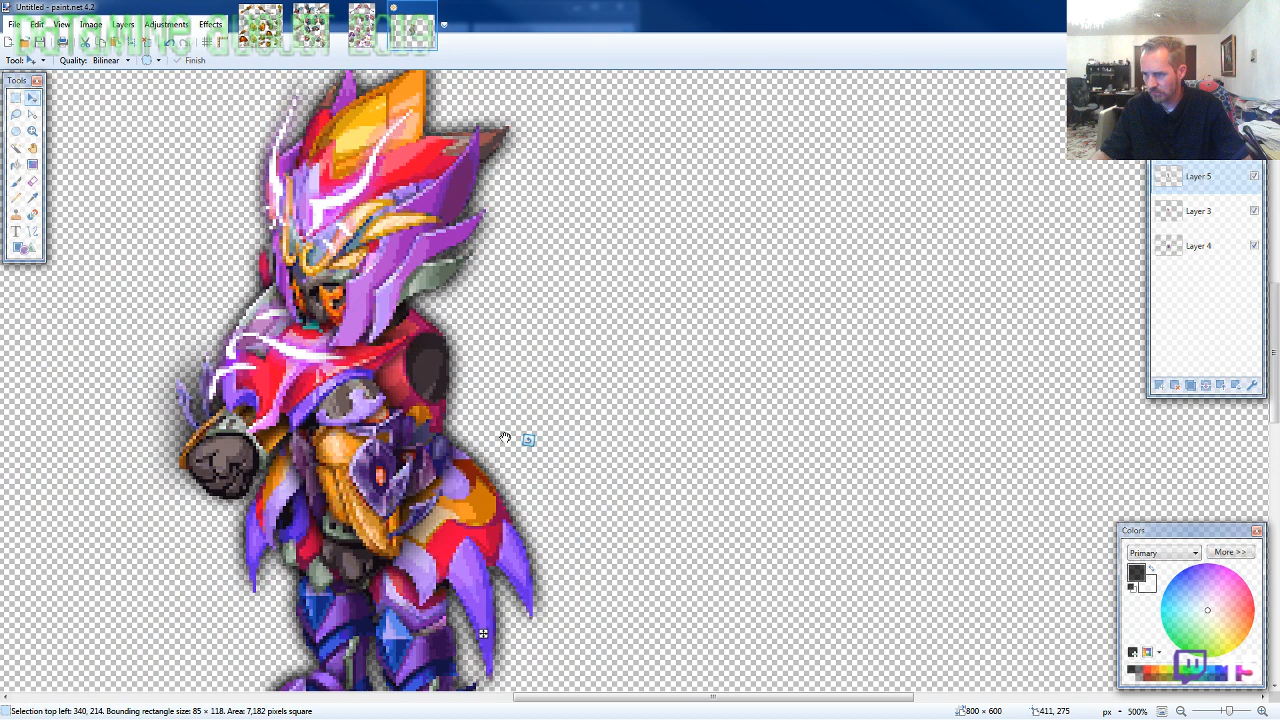 Untitled - paint.net 4.2
File Edit View Image Layers Adjustments Effects
Tool: Quality: Bilinear Finish
Tools
Layer 5
Layer 3
Layer 4
Colors
Primary More >>
Selection top left: 340, 214. Bounding rectangle size: 85 × 118. Area: 7,182 pixels square 800 × 600 411, 275 px 500%